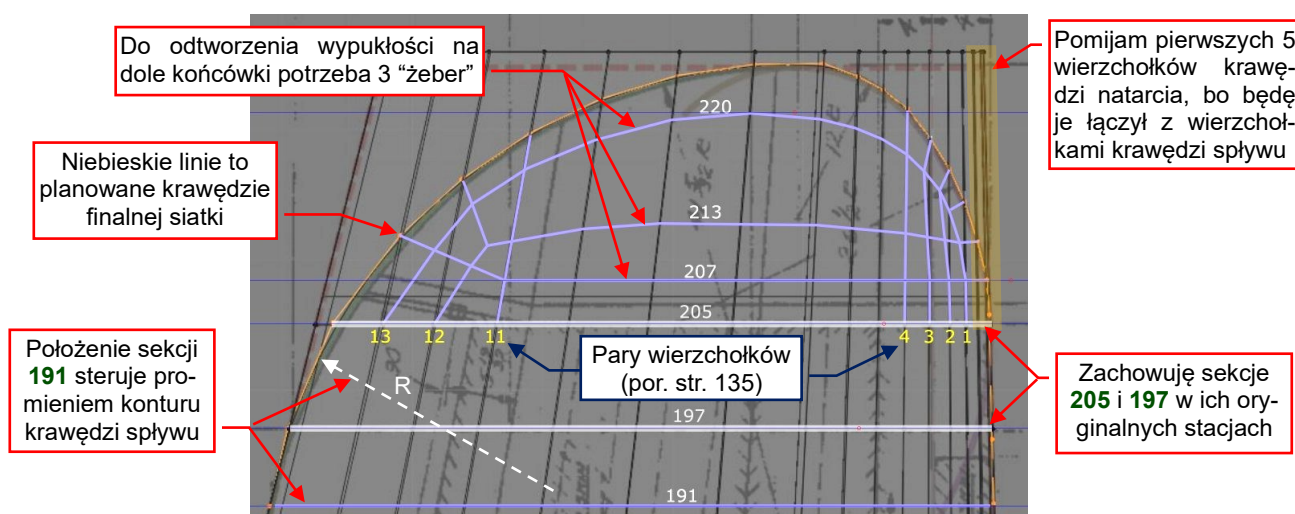 Do odtworzenia wypukłości na
dole końcówki potrzeba 3 “żeber”
Pomijam pierwszych 5
wierzchołków krawę-
dzi natarcia, bo będę
je łączył z wierzchoł-
kami krawędzi spływu
220
Niebieskie linie to
planowane krawędzie
finalnej siatki
213
207
205
13
12
11
4
3
2
1
Położenie sekcji
191 steruje pro-
mieniem konturu
krawędzi spływu
R
Pary wierzchołków
(por. str. 135)
Zachowuję sekcje
205 i 197 w ich ory-
ginalnych stacjach
197
191